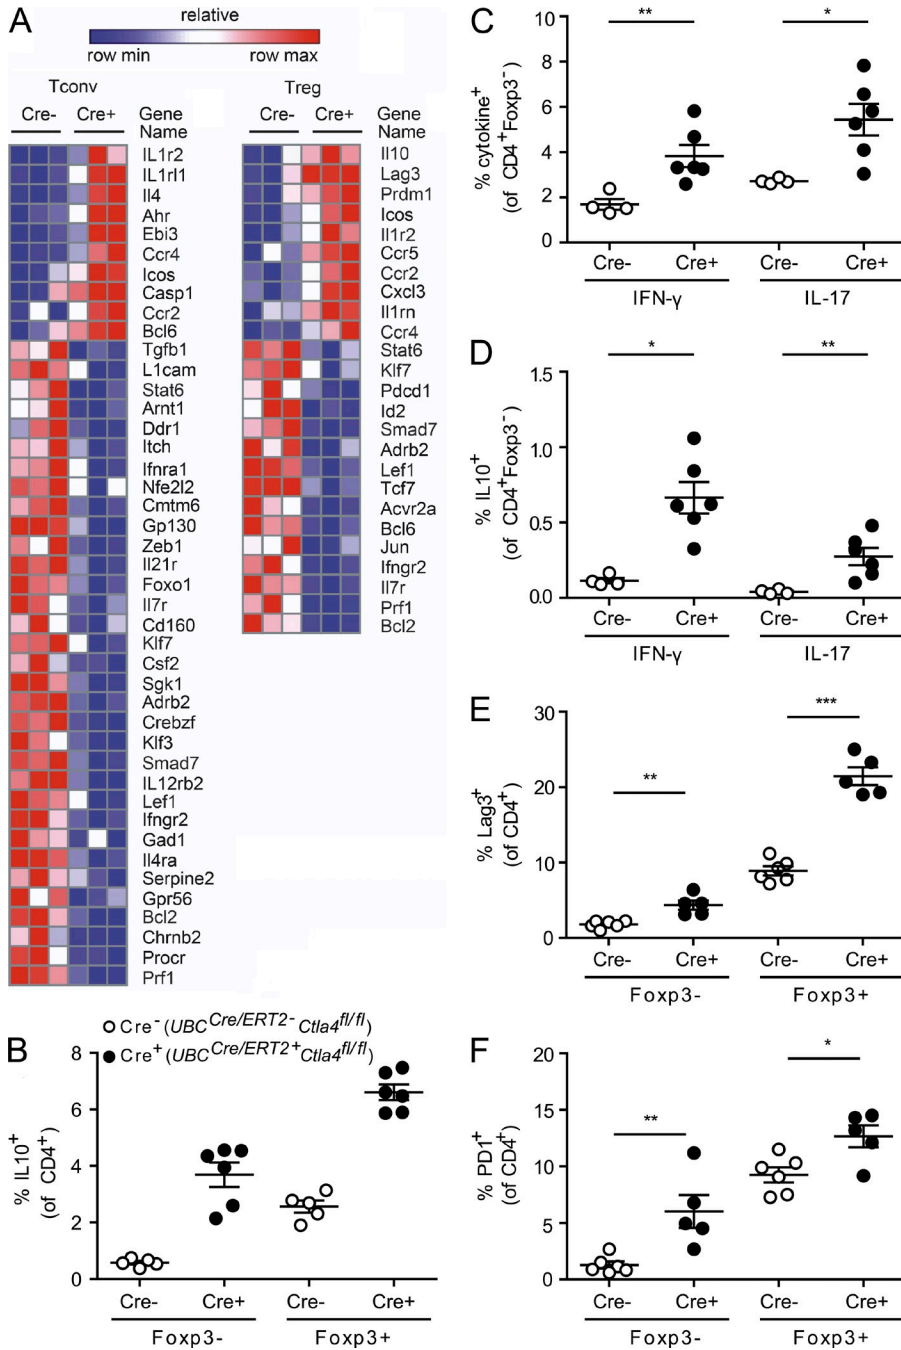 A
relative
row min row max
Tconv
Cre- Cre+ Gene
Name
IL1r2
IL1rl1
Il4
Ahr
Ebi3
Ccr4
Icos
Casp1
Ccr2
Bcl6
Tgfb1
L1cam
Stat6
Arnt1
Ddr1
Itch
Ifnra1
Nfe2l2
Cmtm6
Gp130
Zeb1
Il21r
Foxo1
Il7r
Cd160
Klf7
Csf2
Sgk1
Adrb2
Crebzf
Klf3
Smad7
IL12rb2
Lef1
Ifngr2
Gad1
Il4ra
Serpine2
Gpr56
Bcl2
Chrnb2
Procr
Prf1
Treg
Cre- Cre+ Gene
Name
Il10
Lag3
Prdm1
Icos
Il1r2
Ccr5
Ccr2
Cxcl3
Il1rn
Ccr4
Stat6
Klf7
Pdcd1
Id2
Smad7
Adrb2
Lef1
Tcf7
Acvr2a
Bcl6
Jun
Ifngr2
Il7r
Prf1
Bcl2
Cre⁻ (UBC^Cre/ERT2- Ctla4^fl/fl)
Cre⁺ (UBC^Cre/ERT2+ Ctla4^fl/fl)
B
% IL10⁺
(of CD4⁺)
8
6
4
2
0
Cre- Cre+ Cre- Cre+
Foxp3- Foxp3+
C
% cytokine⁺
(of CD4⁺Foxp3⁻)
10
8
6
4
2
0
** *
Cre- Cre+ Cre- Cre+
IFN-γ IL-17
D
% IL10⁺
(of CD4⁺Foxp3⁻)
1.5
1.0
0.5
0.0
* **
Cre- Cre+ Cre- Cre+
IFN-γ IL-17
E
% Lag3⁺
(of CD4⁺)
30
20
10
0
** ***
Cre- Cre+ Cre- Cre+
Foxp3- Foxp3+
F
% PD1⁺
(of CD4⁺)
20
15
10
5
0
** *
Cre- Cre+ Cre- Cre+
Foxp3- Foxp3+